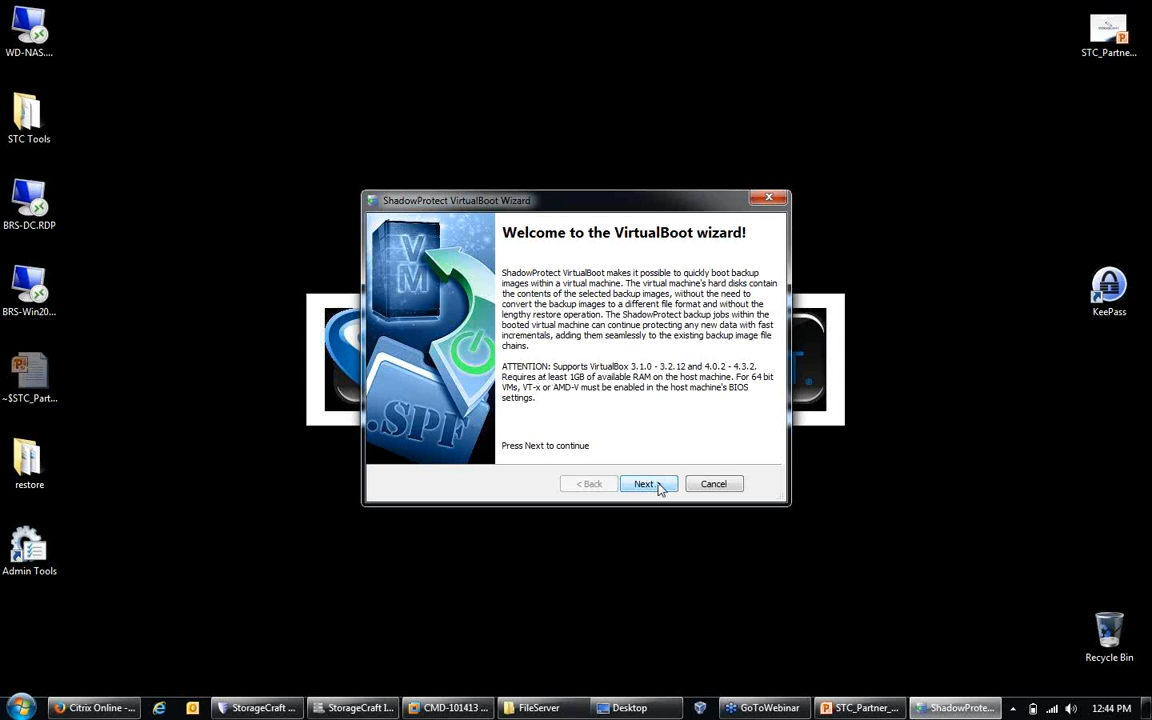 WD-NAS....
STC Tools
BRS-DC.RDP
BRS-Win20...
~$STC_Part...
restore
Admin Tools
STC_Partne...
KeePass
Recycle Bin
ShadowProtect VirtualBoot Wizard
VM
.SPF
Welcome to the VirtualBoot wizard!
ShadowProtect VirtualBoot makes it possible to quickly boot backup
images within a virtual machine. The virtual machine's hard disks contain
the contents of the selected backup images, without the need to
convert the backup images to a different file format and without the
lengthy restore operation. The ShadowProtect backup jobs within the
booted virtual machine can continue protecting any new data with fast
incrementals, adding them seamlessly to the existing backup image file
chains.
ATTENTION: Supports VirtualBox 3.1.0 - 3.2.12 and 4.0.2 - 4.3.2.
Requires at least 1GB of available RAM on the host machine. For 64 bit
VMs, VT-x or AMD-V must be enabled in the host machine's BIOS
settings.
Press Next to continue
< Back
Next >
Cancel
T.®
Citrix Online -...
StorageCraft ...
StorageCraft I...
CMD-101413 ...
FileServer
Desktop
GoToWebinar
STC_Partner_...
ShadowProte...
12:44 PM